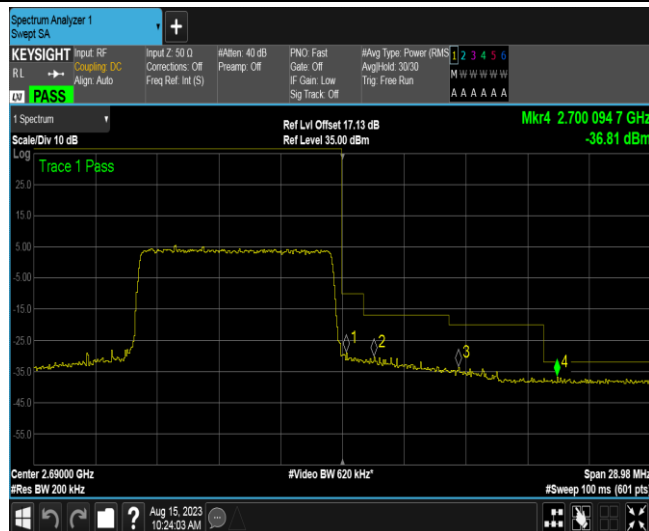 Spectrum Analyzer 1
Swept SA
+
KEYSIGHT
RL
LXI PASS
Input: RF
Coupling: DC
Align: Auto
Input Z: 50 Ω
Corrections: Off
Freq Ref: Int (S)
#Atten: 40 dB
Preamp: Off
PNO: Fast
Gate: Off
IF Gain: Low
Sig Track: Off
#Avg Type: Power (RMS
Avg|Hold: 30/30
Trig: Free Run
1 2 3 4 5 6
M W W W W W
A A A A A A
1 Spectrum
Scale/Div 10 dB
Ref Lvl Offset 17.13 dB
Ref Level 35.00 dBm
Mkr4 2.700 094 7 GHz
-36.81 dBm
Log
Trace 1 Pass
25.0
15.0
5.00
-5.00
-15.0
-25.0
-35.0
-45.0
-55.0
1
2
3
4
Center 2.69000 GHz
#Res BW 200 kHz
#Video BW 620 kHz*
Span 28.98 MHz
#Sweep 100 ms (601 pts)
?
Aug 15, 2023
10:24:03 AM